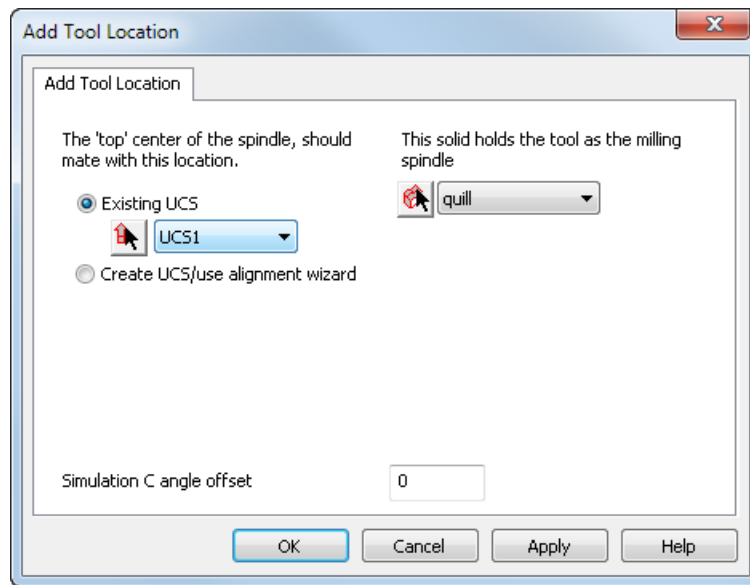 Add Tool Location
Add Tool Location
The 'top' center of the spindle, should
mate with this location.
Existing UCS
UCS1
Create UCS/use alignment wizard
This solid holds the tool as the milling
spindle
quill
Simulation C angle offset
0
OK
Cancel
Apply
Help